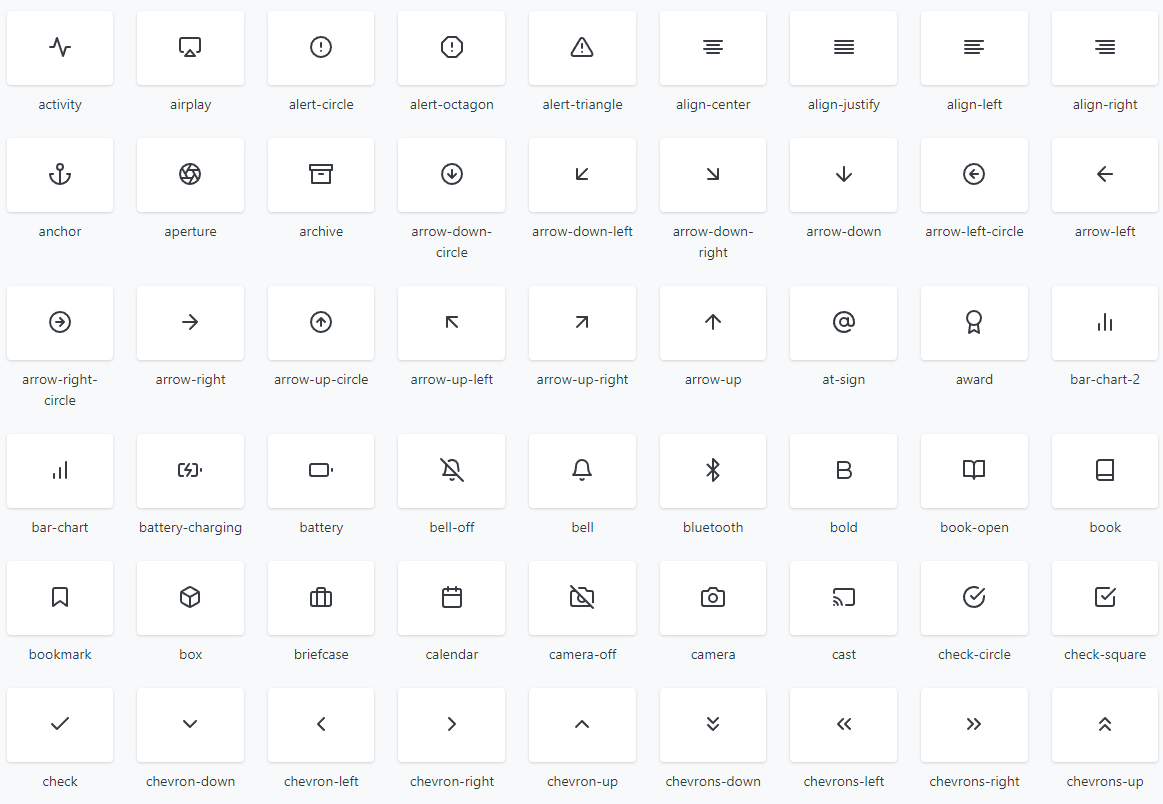 activity airplay alert-circle alert-octagon alert-triangle align-center align-justify align-left align-right
anchor aperture archive arrow-down- arrow-down-left arrow-down- arrow-down arrow-left-circle arrow-left
circle right
arrow-right- arrow-right arrow-up-circle arrow-up-left arrow-up-right arrow-up at-sign award bar-chart-2
circle
bar-chart battery-charging battery bell-off bell bluetooth bold book-open book
bookmark box briefcase calendar camera-off camera cast check-circle check-square
check chevron-down chevron-left chevron-right chevron-up chevrons-down chevrons-left chevrons-right chevrons-up